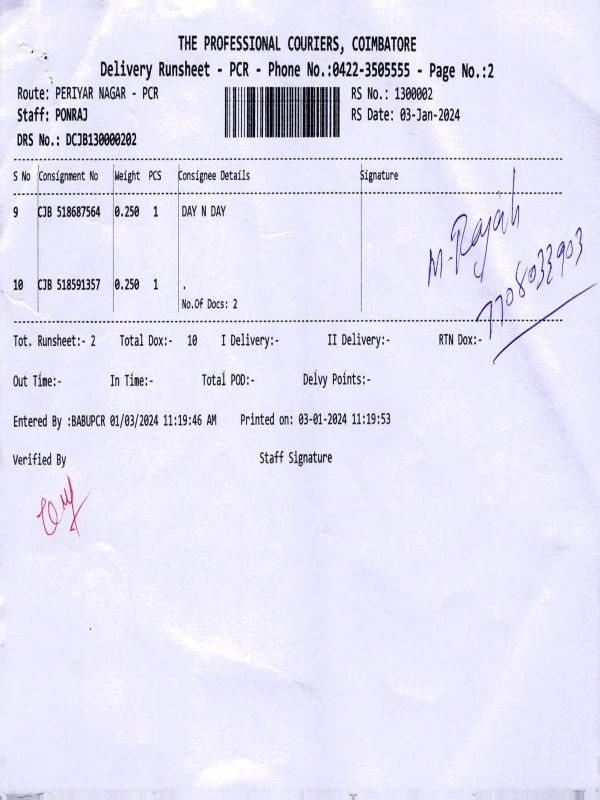 THE PROFESSIONAL COURIERS, COIMBATORE
Delivery Runsheet - PCR - Phone No.:0422-3505555 - Page No.:2
Route: PERIYAR NAGAR - PCR RS No.: 1300002
Staff: PONRAJ RS Date: 03-Jan-2024
DRS No.: DCJB130000202
S No Consignment No Weight PCS Consignee Details Signature
9 CJB 518687564 0.250 1 DAY N DAY
M. Rajah
10 CJB 518591357 0.250 1 .
7708033903
No.Of Docs: 2
Tot. Runsheet:- 2 Total Dox:- 10 I Delivery:- II Delivery:- RTN Dox:-
Out Time:- In Time:- Total POD:- Delvy Points:-
Entered By :BABUPCR 01/03/2024 11:19:46 AM Printed on: 03-01-2024 11:19:53
Verified By Staff Signature